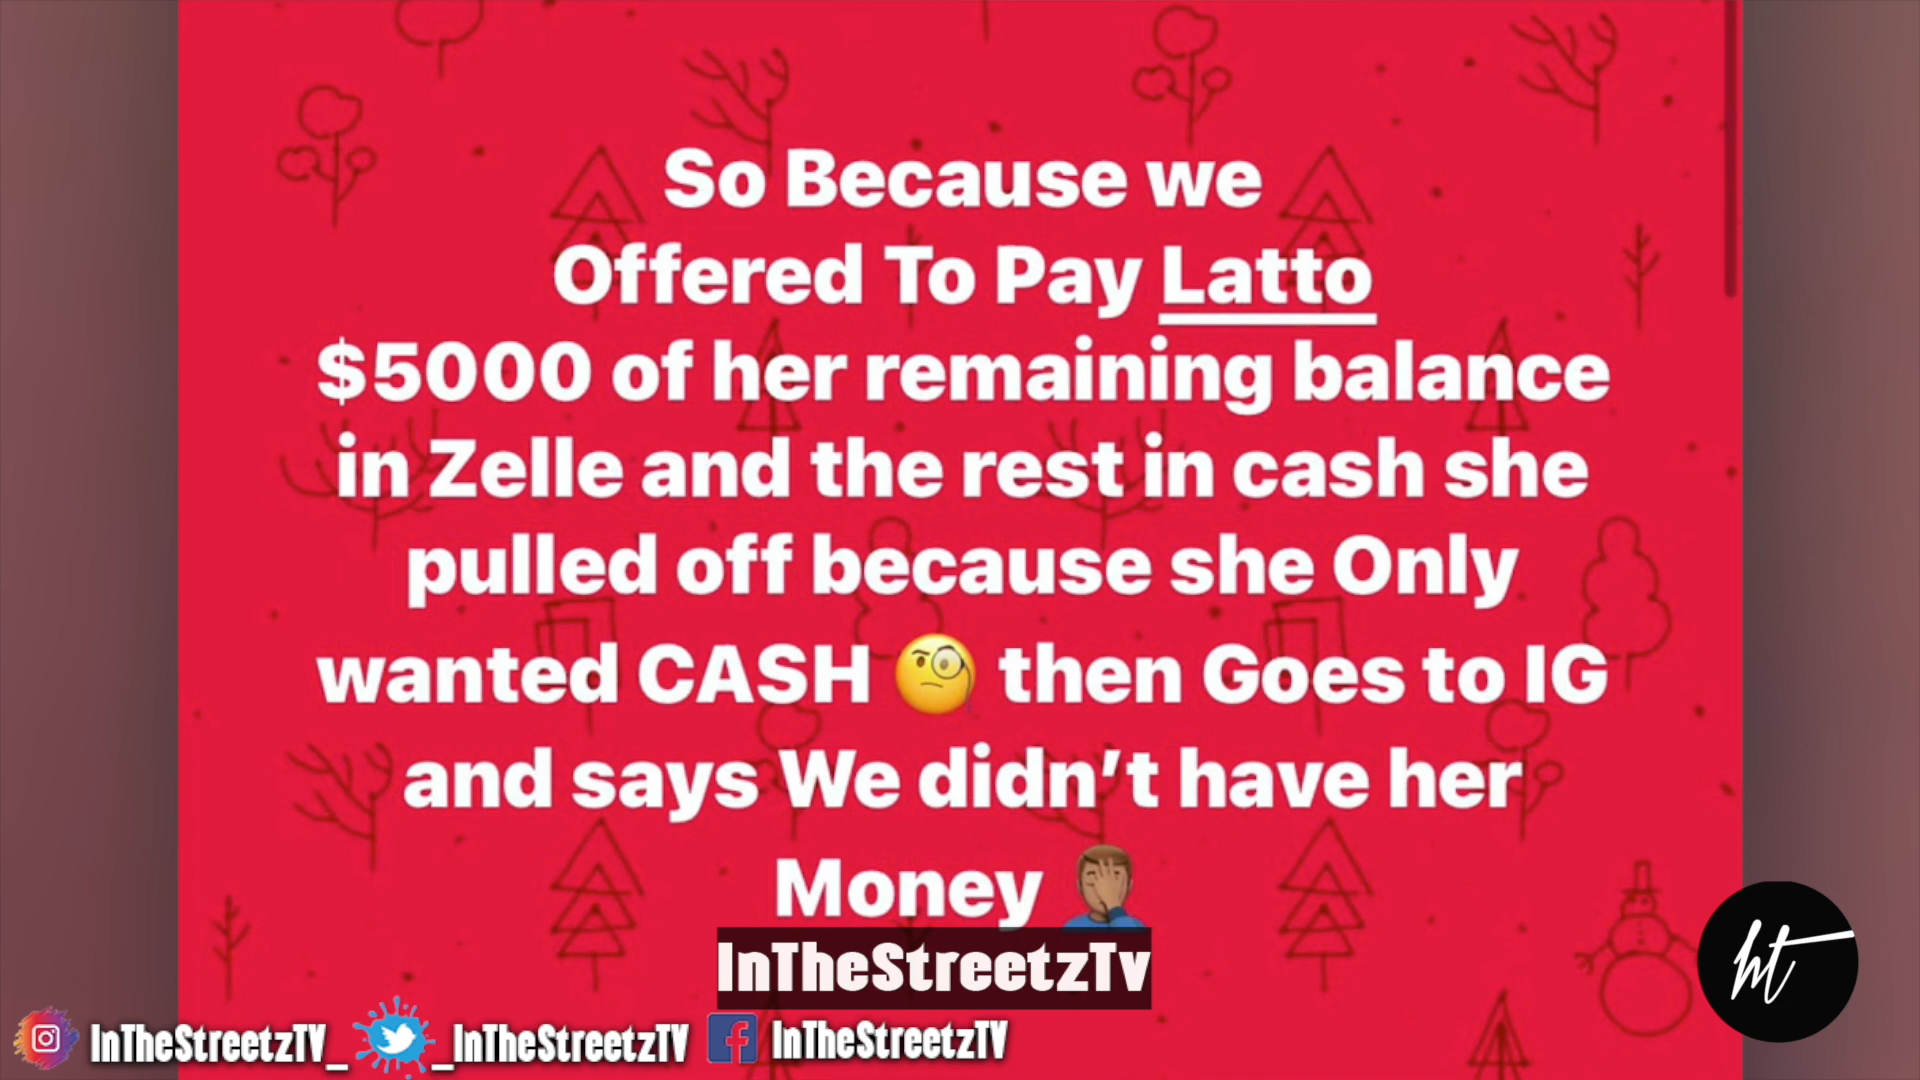 So Because we
Offered To Pay Latto
$5000 of her remaining balance
in Zelle and the rest in cash she
pulled off because she Only
wanted CASH 🧐 then Goes to IG
and says We didn’t have her
Money 🤦🏽‍♂️
InTheStreetzTv
InTheStreetzTV_ _InTheStreetzTV InTheStreetzTV
ht